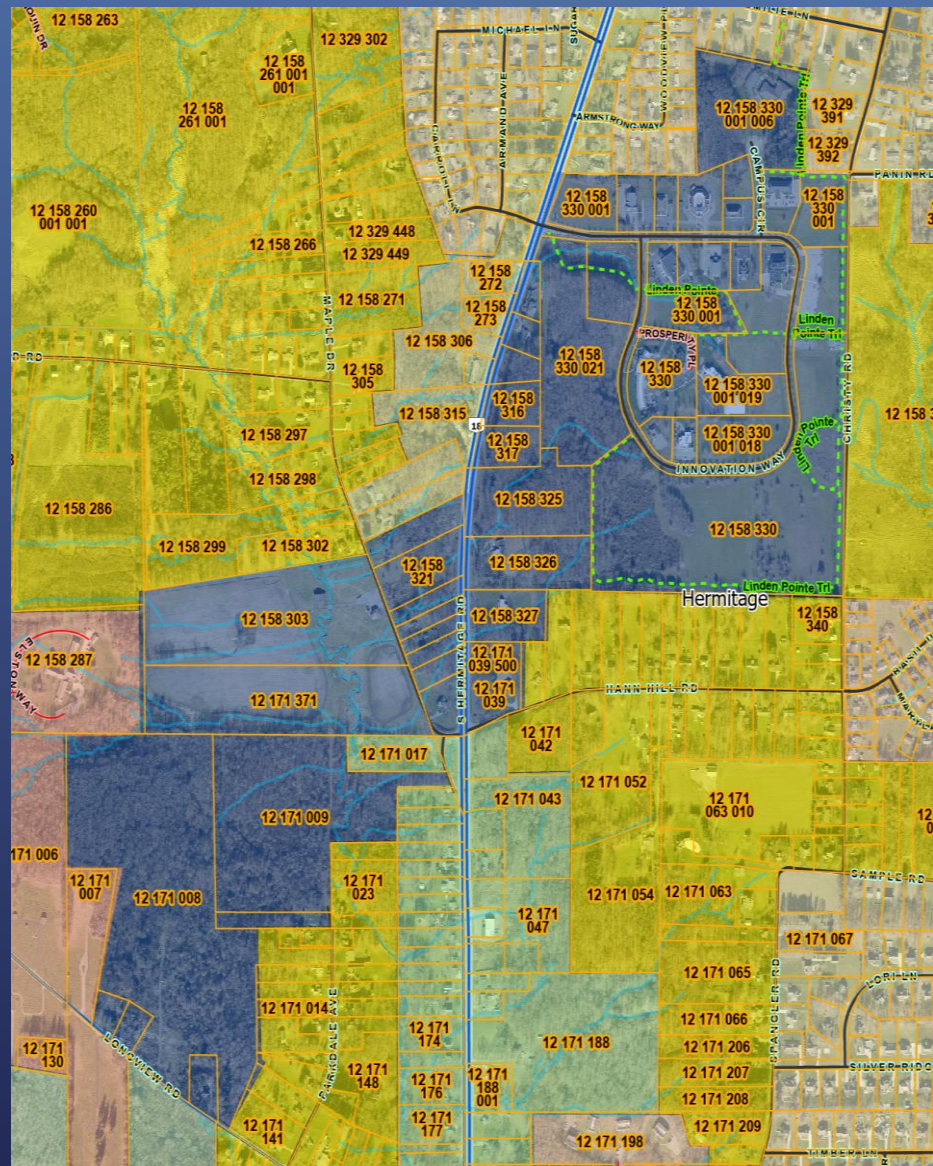 12 158 263
12 329 302
MICHAEL LN
12 158
261 001
001
12 158
261 001
ARMAND AVE
ARMSTRONG WAY
12 158 330
001 006
Linden Pointe Trl
12 329
391
12 329
392
CAMPUS CIR
PANIN RD
12 158 260
001 001
12 158 266
12 329 448
12 329 449
12 158
330 001
12 158
330
001
12 158
272
12 158 271
12 158
273
Linden Pointe
12 158
330 001
Linden
Pointe Trl
MAPLE DR
12 158 306
PROSPERITY PL
D RD
12 158
305
12 158
330 021
12 158
330
12 158 330
001 019
CHRISTY RD
12 158 315
12 158
316
18
12 158
317
12 158 330
001 018
Linden Pointe
Trl
12 158 3
12 158 297
INNOVATION WAY
12 158 298
12 158 286
12 158 325
12 158 330
12 158 299
12 158 302
12 158
321
12 158 326
Linden Pointe Trl
Hermitage
12 158 303
S HERMITAGE RD
12 158 327
12 158
340
12 158 287
ELSTON WAY
12 171
039 500
12 171 371
12 171
039
HANN HILL RD
12 171
042
12 171 017
12 171 052
12 171 043
12 171
063 010
12 171 009
171 006
12 171
007
12 171 008
12 171
023
12 171 054
12 171 063
SAMPLE RD
12 171
047
12 171 067
12 171 065
LORI LN
SPANGLER RD
12 171 014
PARKDALE AVE
12 171 066
12 171
174
12 171 188
12 171 206
12 171
130
LONGVIEW RD
12 171
148
12 171
176
12 171
188
001
12 171 207
SILVER RIDG
12 171 208
12 171
141
12 171
177
12 171 198
12 171 209
TIMBER LN